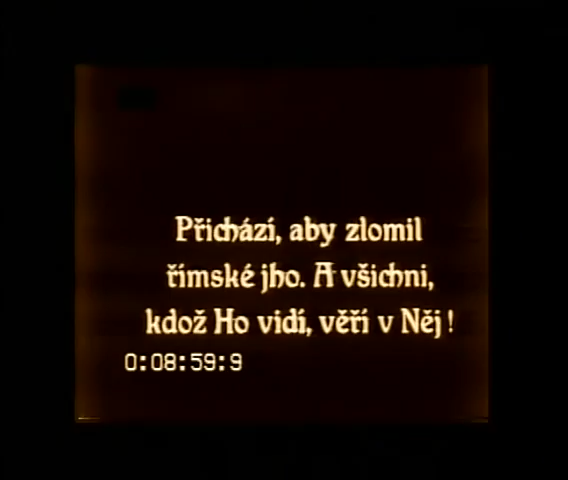 Přichází, aby zlomil
římské jho. A všichni,
kdož Ho vidí, věří v Něj!
0:08:59:9